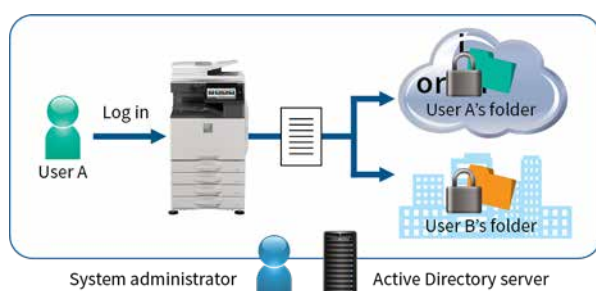 Log in
User A
User A's folder
User B's folder
System administrator
Active Directory server